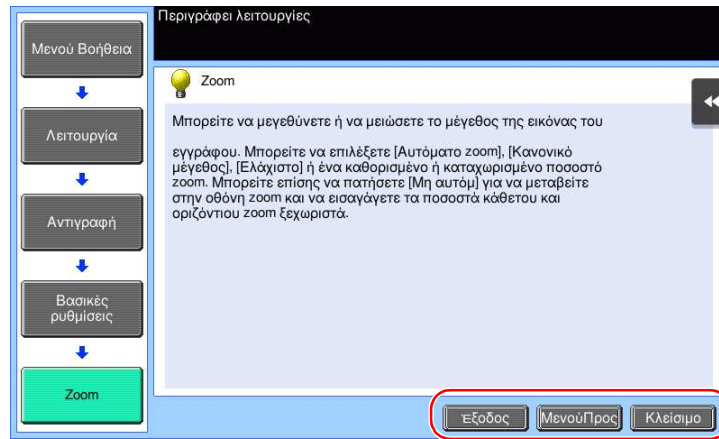 Περιγράφει λειτουργίες
Μενού Βοήθεια
Λειτουργία
Αντιγραφή
Βασικές
ρυθμίσεις
Zoom
Zoom
Μπορείτε να μεγεθύνετε ή να μειώσετε το μέγεθος της εικόνας του
εγγράφου. Μπορείτε να επιλέξετε [Αυτόματο zoom], [Κανονικό
μέγεθος], [Ελάχιστο] ή ένα καθορισμένο ή καταχωρισμένο ποσοστό
zoom. Μπορείτε επίσης να πατήσετε [Μη αυτόμ] για να μεταβείτε
στην οθόνη zoom και να εισαγάγετε τα ποσοστά κάθετου και
οριζόντιου zoom ξεχωριστά.
Έξοδος
ΜενούΠρος
Κλείσιμο